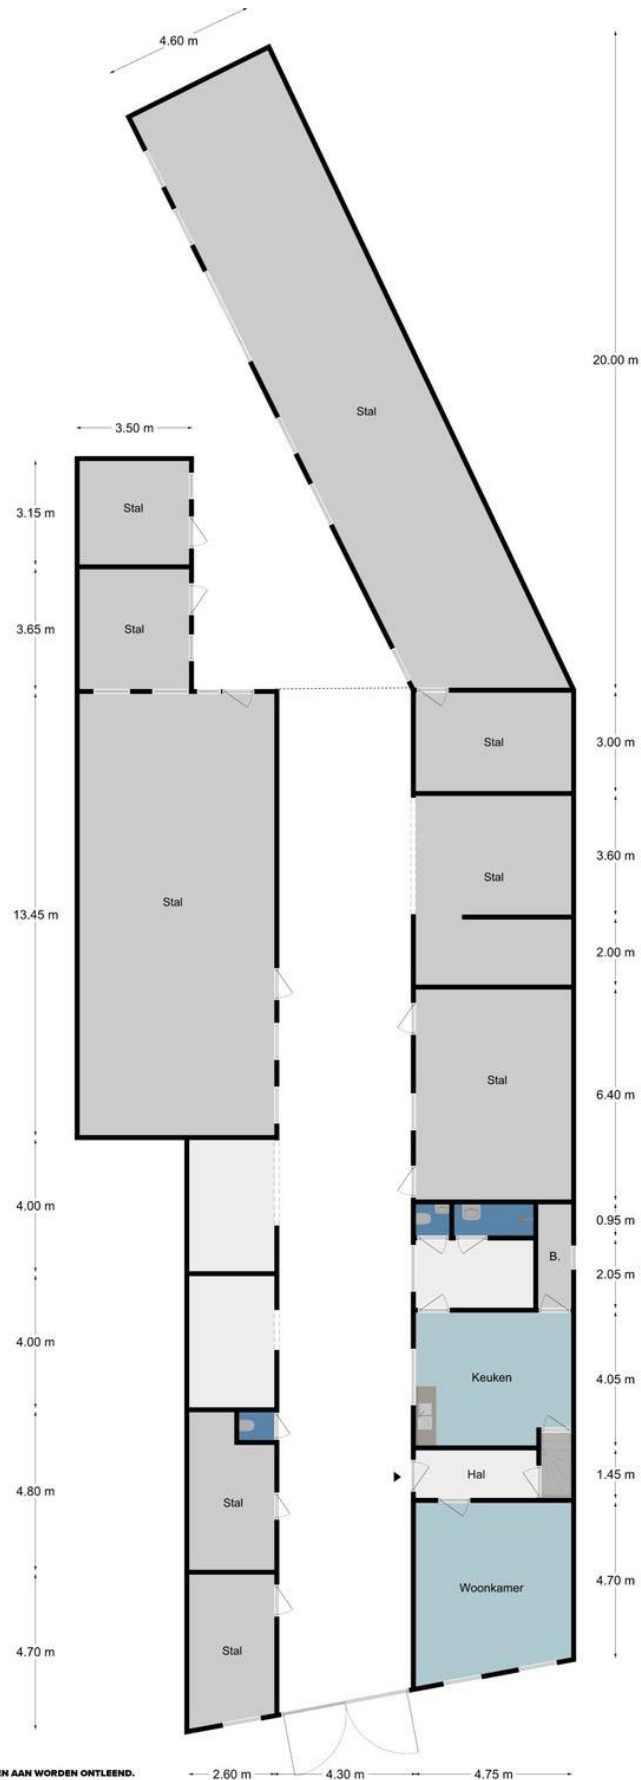 4.60 m
20.00 m
Stal
3.50 m
3.15 m
Stal
3.65 m
Stal
Stal
3.00 m
Stal
3.60 m
Stal
13.45 m
2.00 m
Stal
6.40 m
4.00 m
0.95 m
B.
2.05 m
4.00 m
Keuken
4.05 m
Hal
1.45 m
4.80 m
Stal
Woonkamer
4.70 m
Stal
4.70 m
EN AAN WORDEN ONTLEEND.
2.60 m
4.30 m
4.75 m